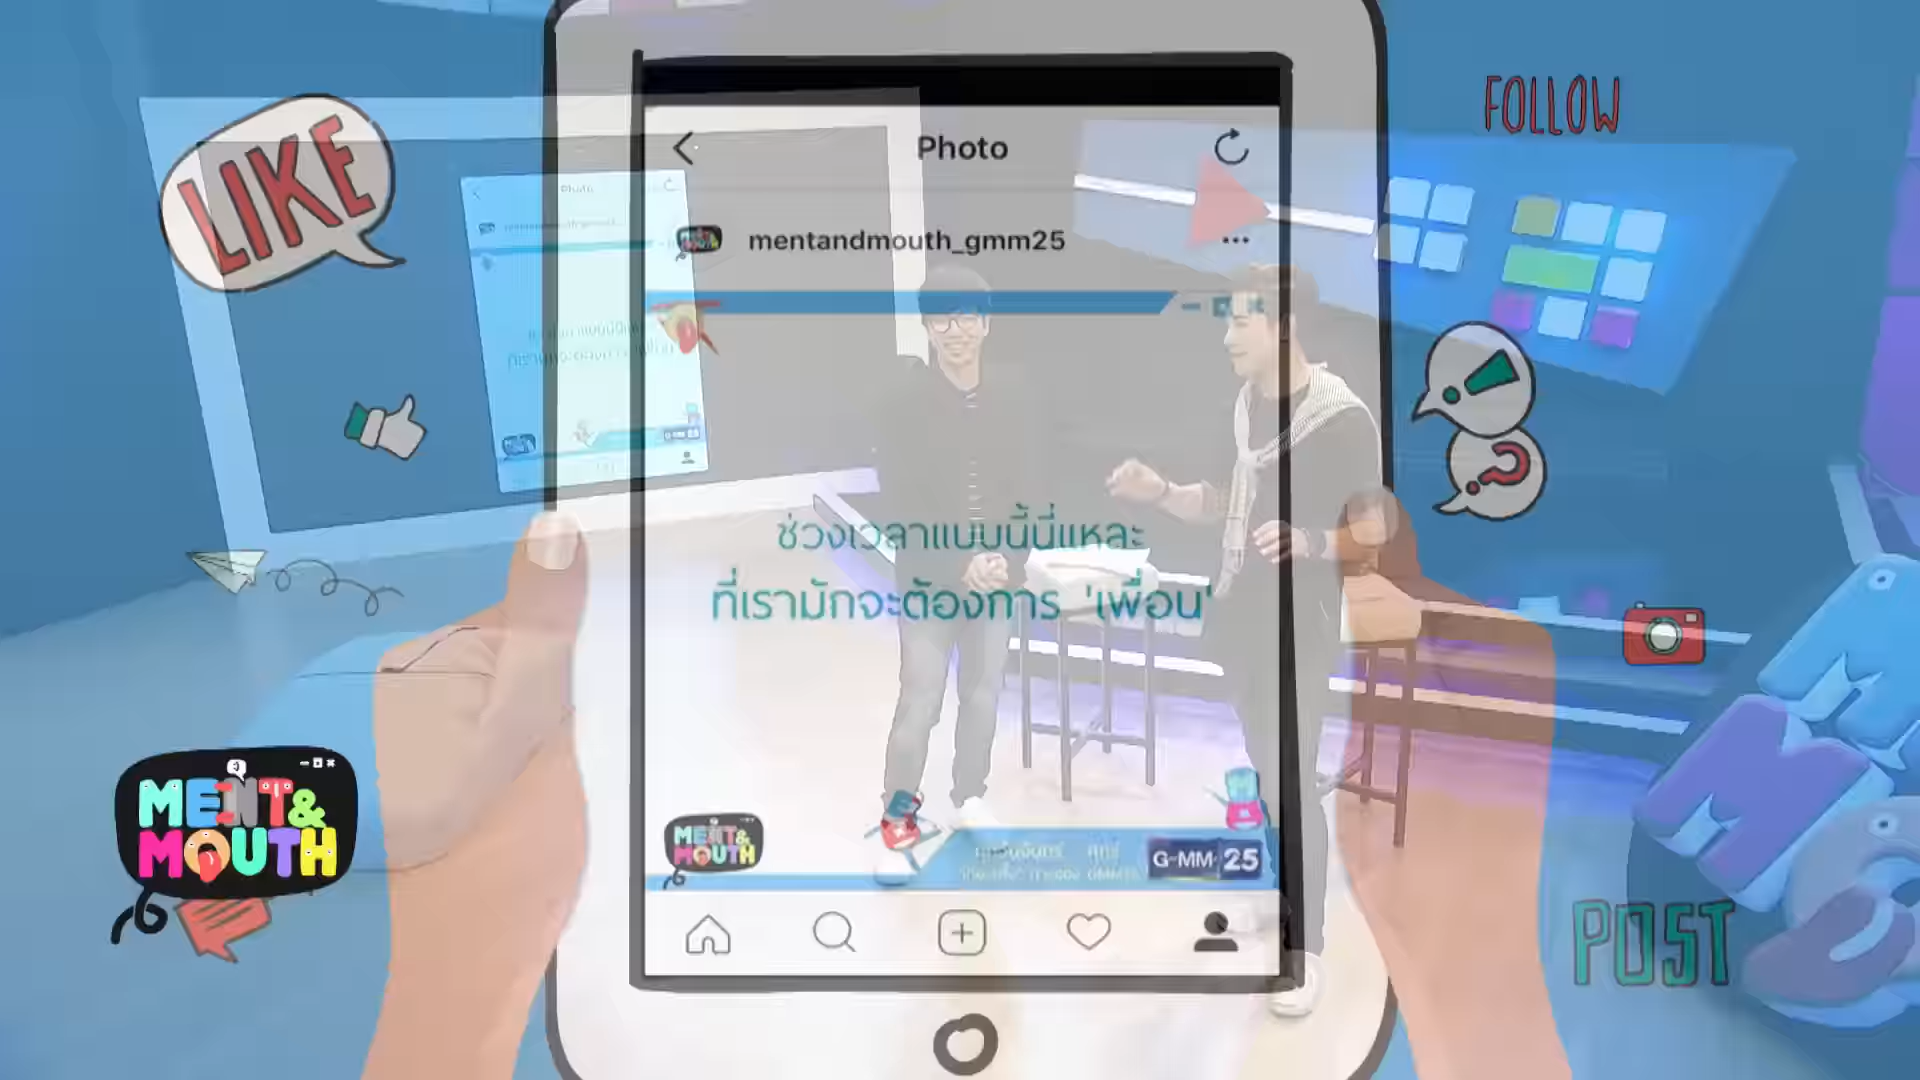 LIKE
FOLLOW
Photo
mentandmouth_gmm25
ช่วงเวลาแบบนี้นี่แหละ
ที่เรามักจะต้องการ 'เพื่อน'
MENT&
MOUTH
MENT&
MOUTH
G-MM 25
POST